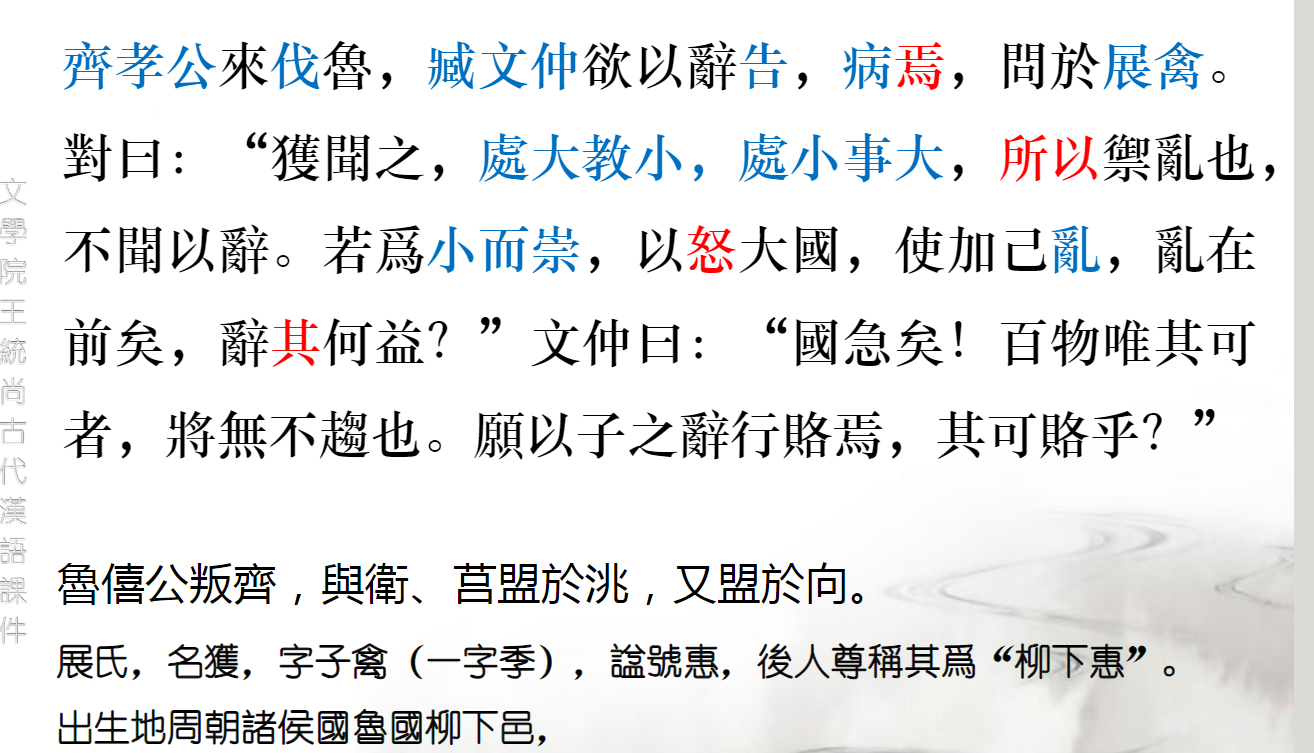 齊孝公來伐魯，臧文仲欲以辭告，病焉，問於展禽。
對曰：“獲聞之，處大教小，處小事大，所以禦亂也，
不聞以辭。若爲小而崇，以怒大國，使加己亂，亂在
前矣，辭其何益？”文仲曰：“國急矣！百物唯其可
者，將無不趨也。願以子之辭行賂焉，其可賂乎？”
魯僖公叛齊，與衛、莒盟於洮，又盟於向。
展氏，名獲，字子禽（一字季），謚號惠，後人尊稱其爲“柳下惠”。
出生地周朝諸侯國魯國柳下邑，
文學院王統尚古代漢語課件